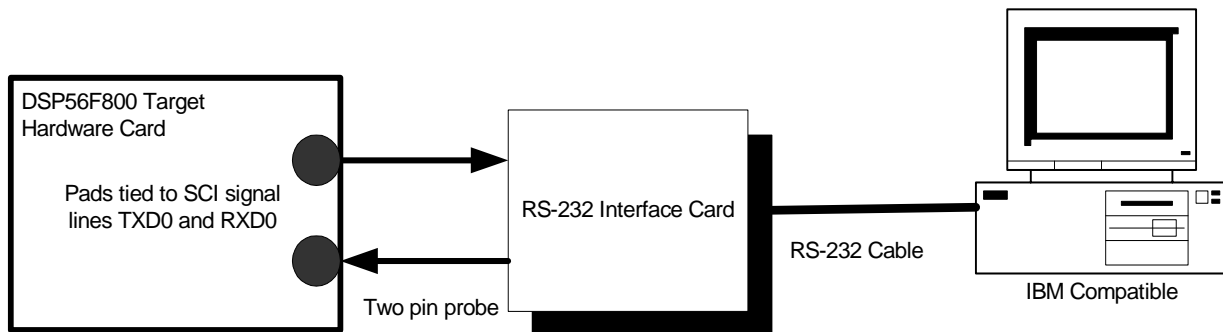 DSP56F800 Target
Hardware Card
Pads tied to SCI signal
lines TXD0 and RXD0
RS-232 Interface Card
Two pin probe
RS-232 Cable
IBM Compatible